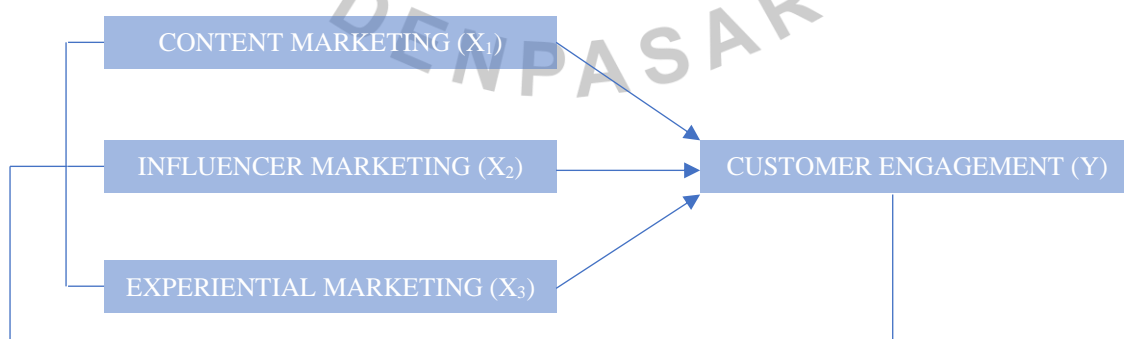 DENPASAR
CONTENT MARKETING (X₁)
INFLUENCER MARKETING (X₂)
CUSTOMER ENGAGEMENT (Y)
EXPERIENTIAL MARKETING (X₃)